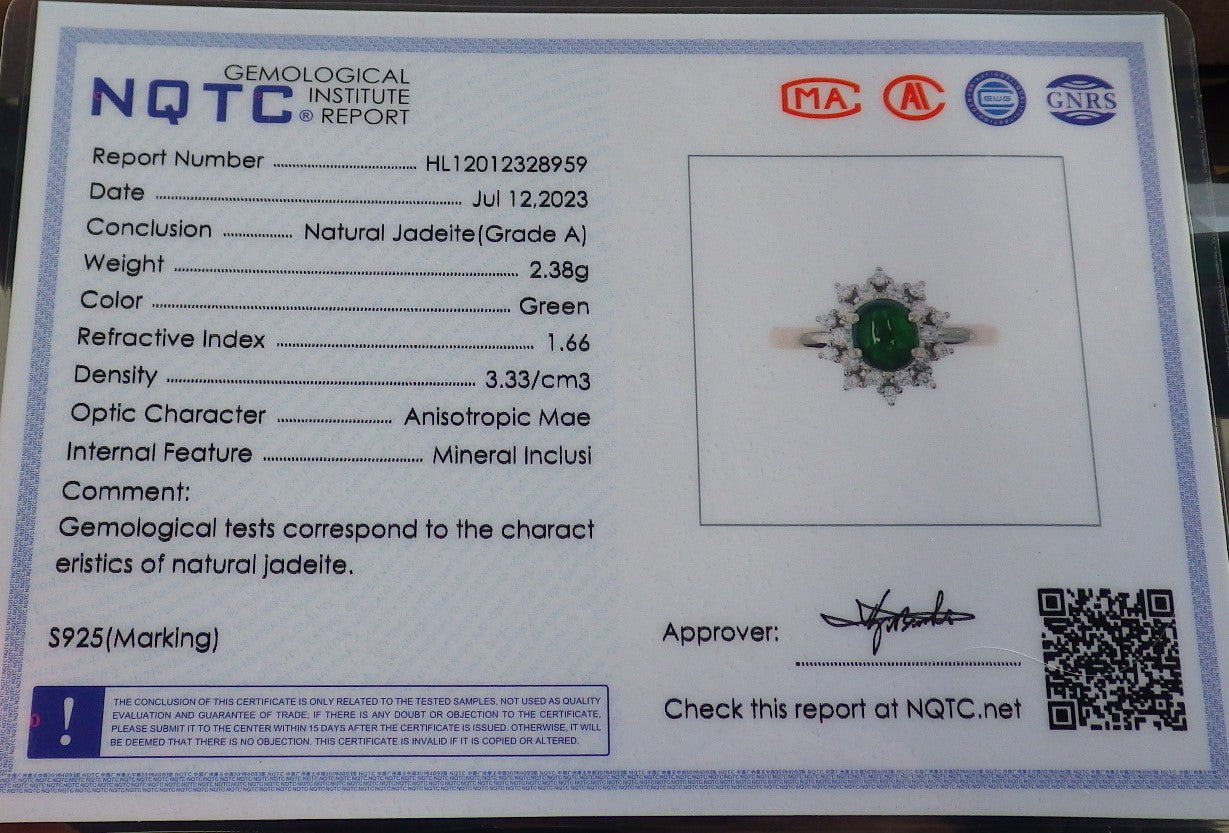 NQTC® GEMOLOGICAL INSTITUTE REPORT
CMA CAL GNRS
Report Number HL12012328959
Date Jul 12,2023
Conclusion Natural Jadeite(Grade A)
Weight 2.38g
Color Green
Refractive Index 1.66
Density 3.33/cm3
Optic Character Anisotropic Mae
Internal Feature Mineral Inclusi
Comment:
Gemological tests correspond to the charact
eristics of natural jadeite.
S925(Marking)
! THE CONCLUSION OF THIS CERTIFICATE IS ONLY RELATED TO THE TESTED SAMPLES, NOT USED AS QUALITY
EVALUATION AND GUARANTEE OF TRADE; IF THERE IS ANY DOUBT OR OBJECTION TO THE CERTIFICATE,
PLEASE SUBMIT IT TO THE CENTER WITHIN 15 DAYS AFTER THE CERTIFICATE IS ISSUED. OTHERWISE, IT WILL
BE DEEMED THAT THERE IS NO OBJECTION. THIS CERTIFICATE IS INVALID IF IT IS COPIED OR ALTERED.
Approver:
Check this report at NQTC.net